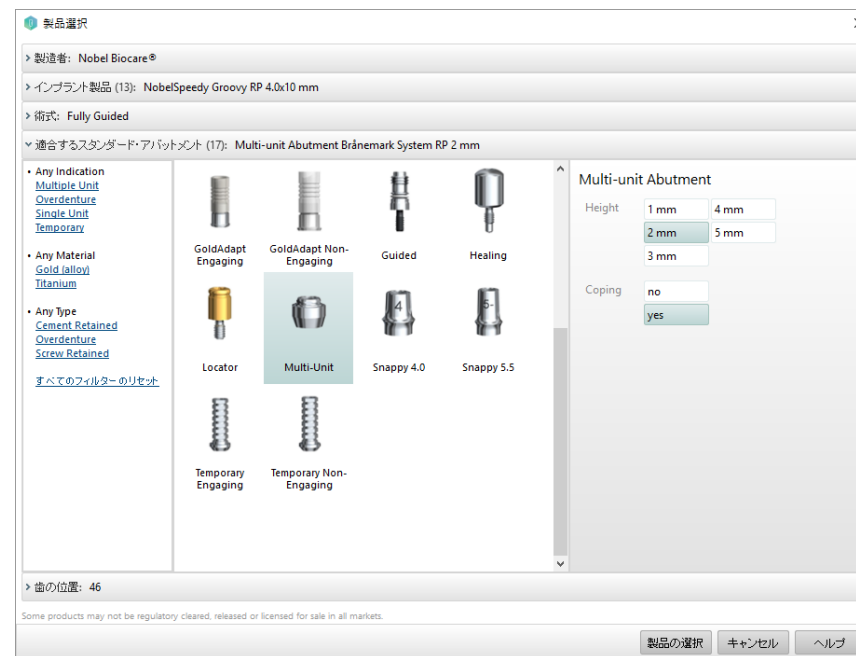 製品選択
製造者: Nobel Biocare®
インプラント製品 (13): NobelSpeedy Groovy RP 4.0x10 mm
術式: Fully Guided
適合するスタンダード・アバットメント (17): Multi-unit Abutment Brånemark System RP 2 mm
• Any Indication
Multiple Unit
Overdenture
Single Unit
Temporary
• Any Material
Gold (alloy)
Titanium
• Any Type
Cement Retained
Overdenture
Screw Retained
すべてのフィルターのリセット
GoldAdapt Engaging
GoldAdapt Non-Engaging
Guided
Healing
4
5-
Locator
Multi-Unit
Snappy 4.0
Snappy 5.5
Temporary Engaging
Temporary Non-Engaging
Multi-unit Abutment
Height 1 mm 4 mm
2 mm 5 mm
3 mm
Coping no
yes
歯の位置: 46
Some products may not be regulatory cleared, released or licensed for sale in all markets.
製品の選択 キャンセル ヘルプ